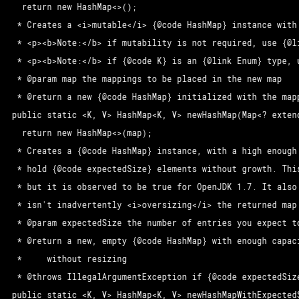 return new HashMap<>();
* Creates a <i>mutable</i> {@code HashMap} instance with
* <p><b>Note:</b> if mutability is not required, use {@l
* <p><b>Note:</b> if {@code K} is an {@link Enum} type, u
* @param map the mappings to be placed in the new map
* @return a new {@code HashMap} initialized with the mapp
public static <K, V> HashMap<K, V> newHashMap(Map<? exten
return new HashMap<>(map);
* Creates a {@code HashMap} instance, with a high enough
* hold {@code expectedSize} elements without growth. This
* but it is observed to be true for OpenJDK 1.7. It also
* isn't inadvertently <i>oversizing</i> the returned map
* @param expectedSize the number of entries you expect to
* @return a new, empty {@code HashMap} with enough capaci
* without resizing
* @throws IllegalArgumentException if {@code expectedSize
public static <K, V> HashMap<K, V> newHashMapWithExpectedS